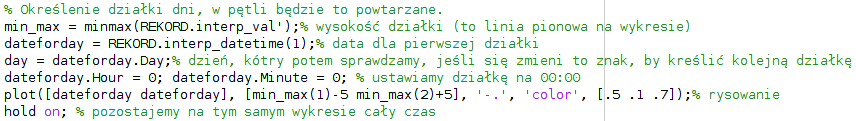 % Określenie działki dni, w pętli będzie to powtarzane.
min_max = minmax(REKORD.interp_val');% wysokość działki (to linia pionowa na wykresie)
dateforday = REKORD.interp_datetime(1);% data dla pierwszej działki
day = dateforday.Day;% dzień, kótry potem sprawdzamy, jeśli się zmieni to znak, by kreślić kolejną działkę
dateforday.Hour = 0; dateforday.Minute = 0; % ustawiamy działkę na 00:00
plot([dateforday dateforday], [min_max(1)-5 min_max(2)+5], '-.', 'color', [.5 .1 .7]);% rysowanie
hold on; % pozostajemy na tym samym wykresie cały czas